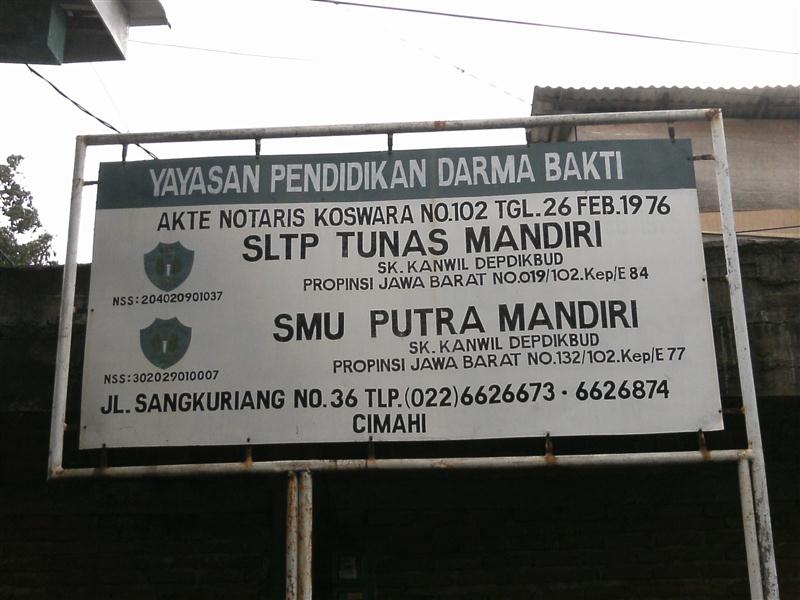 YAYASAN PENDIDIKAN DARMA BAKTI
AKTE NOTARIS KOSWARA NO.102 TGL.26 FEB.1976
SLTP TUNAS MANDIRI
SK. KANWIL DEPDIKBUD
PROPINSI JAWA BARAT NO.019/102.Kep/E 84
NSS: 204020901037
SMU PUTRA MANDIRI
SK. KANWIL DEPDIKBUD
PROPINSI JAWA BARAT NO.132/102.Kep/E 77
NSS: 302029010007
JL. SANGKURIANG NO. 36 TLP. (022)6626673 · 6626874
CIMAHI